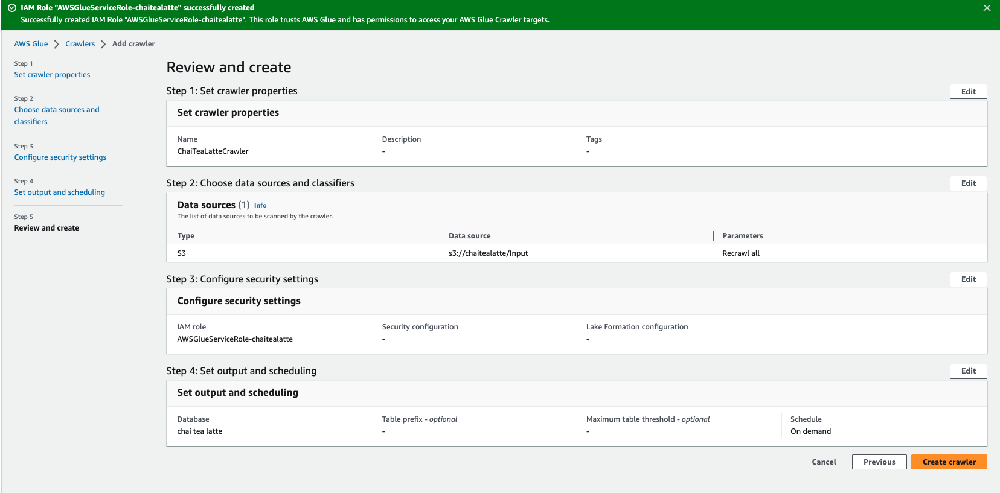 IAM Role "AWSGlueServiceRole-chaitealatte" successfully created
Successfully created IAM Role "AWSGlueServiceRole-chaitealatte". This role trusts AWS Glue and has permissions to access your AWS Glue Crawler targets.
AWS Glue > Crawlers > Add crawler
Step 1
Set crawler properties
Step 2
Choose data sources and
classifiers
Step 3
Configure security settings
Step 4
Set output and scheduling
Step 5
Review and create
Review and create
Step 1: Set crawler properties
Edit
Set crawler properties
Name
ChaiTeaLatteCrawler
Description
-
Tags
-
Step 2: Choose data sources and classifiers
Edit
Data sources (1) Info
The list of data sources to be scanned by the crawler.
Type Data source Parameters
S3 s3://chaitealatte/Input Recrawl all
Step 3: Configure security settings
Edit
Configure security settings
IAM role
AWSGlueServiceRole-chaitealatte
Security configuration
-
Lake Formation configuration
-
Step 4: Set output and scheduling
Edit
Set output and scheduling
Database
chai tea latte
Table prefix - optional
-
Maximum table threshold - optional
-
Schedule
On demand
Cancel Previous Create crawler